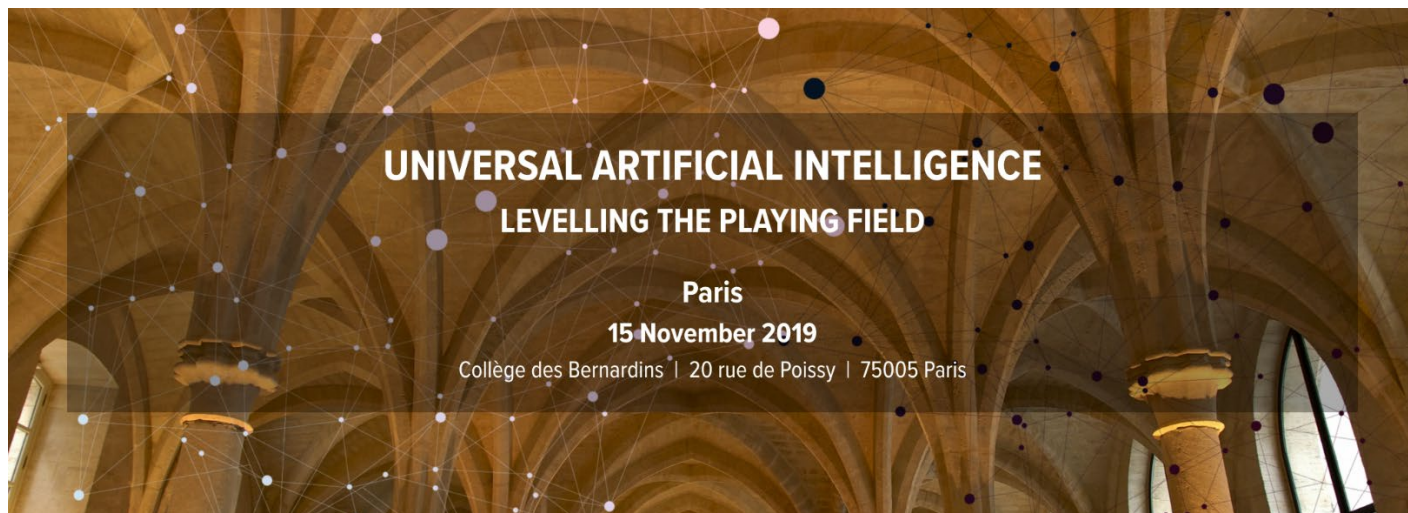 UNIVERSAL ARTIFICIAL INTELLIGENCE
LEVELLING THE PLAYING FIELD
Paris
15 November 2019
Collège des Bernardins | 20 rue de Poissy | 75005 Paris